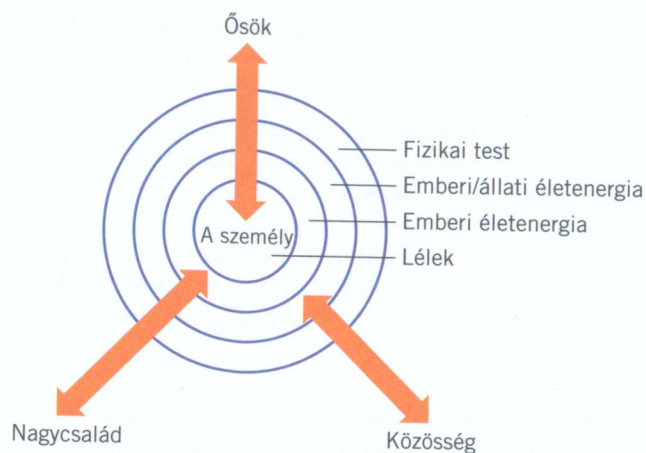 Ősök
Fizikai test
Emberi/állati életenergia
Emberi életenergia
A személy
Lélek
Nagycsalád
Közösség